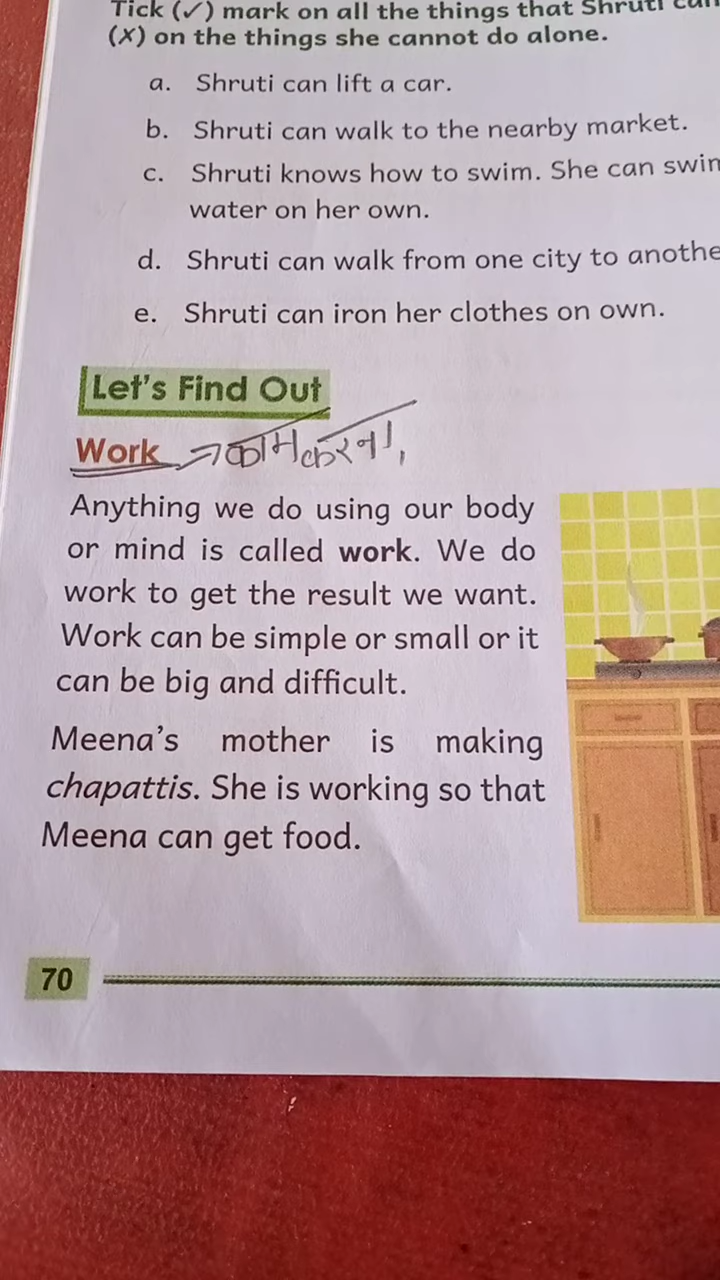 Tick (✓) mark on all the things that Shruti can
(✗) on the things she cannot do alone.
a. Shruti can lift a car.
b. Shruti can walk to the nearby market.
c. Shruti knows how to swim. She can swim
water on her own.
d. Shruti can walk from one city to another
e. Shruti can iron her clothes on own.
Let's Find Out
Work → काम करना,
Anything we do using our body
or mind is called work. We do
work to get the result we want.
Work can be simple or small or it
can be big and difficult.
Meena's mother is making
chapattis. She is working so that
Meena can get food.
70